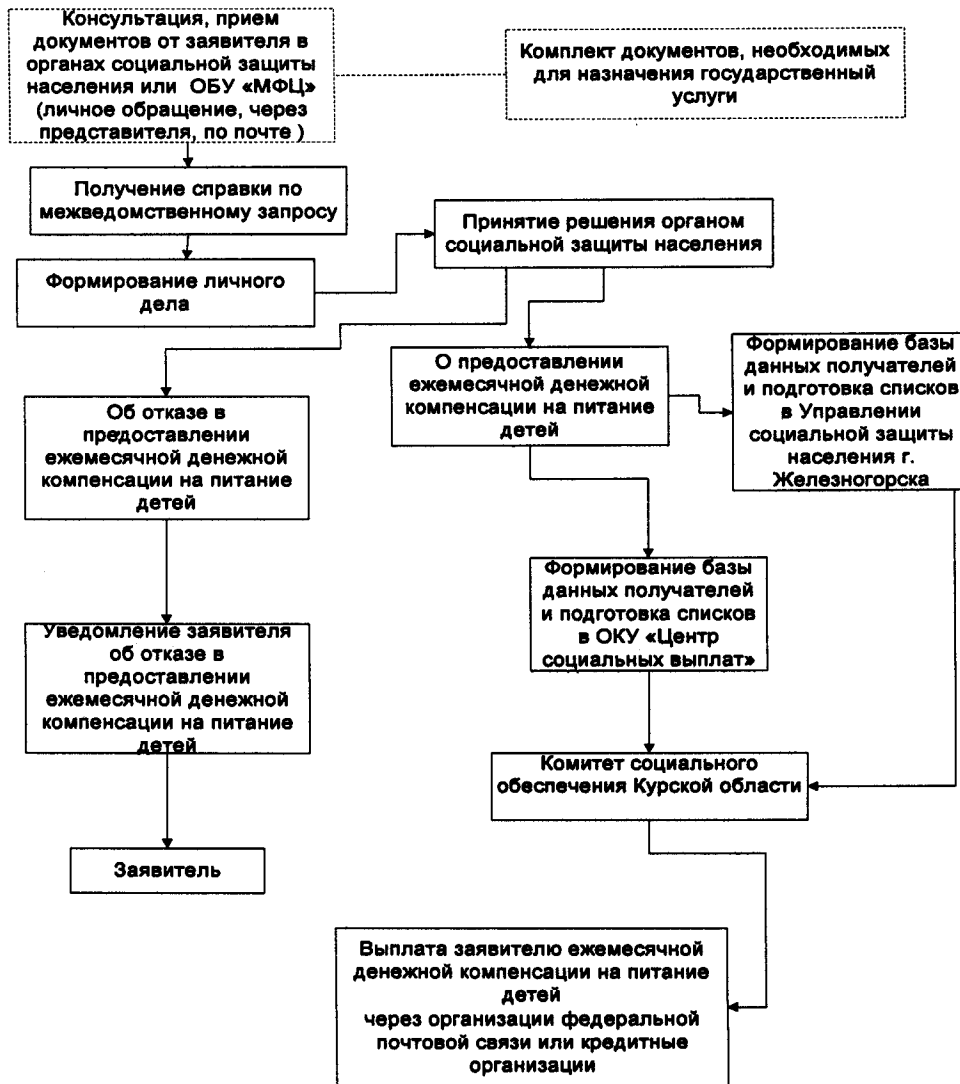 Консультация, прием
документов от заявителя в
органах социальной защиты
населения или ОБУ «МФЦ»
(личное обращение, через
представителя, по почте )
Комплект документов, необходимых
для назначения государственный
услуги
Получение справки по
межведомственному запросу
Принятие решения органом
социальной защиты населения
Формирование личного
дела
О предоставлении
ежемесячной денежной
компенсации на питание
детей
Формирование базы
данных получателей
и подготовка списков
в Управлении
социальной защиты
населения г.
Железногорска
Об отказе в
предоставлении
ежемесячной денежной
компенсации на питание
детей
Формирование базы
данных получателей
и подготовка списков
в ОКУ «Центр
социальных выплат»
Уведомление заявителя
об отказе в
предоставлении
ежемесячной денежной
компенсации на питание
детей
Комитет социального
обеспечения Курской области
Заявитель
Выплата заявителю ежемесячной
денежной компенсации на питание
детей
через организации федеральной
почтовой связи или кредитные
организации